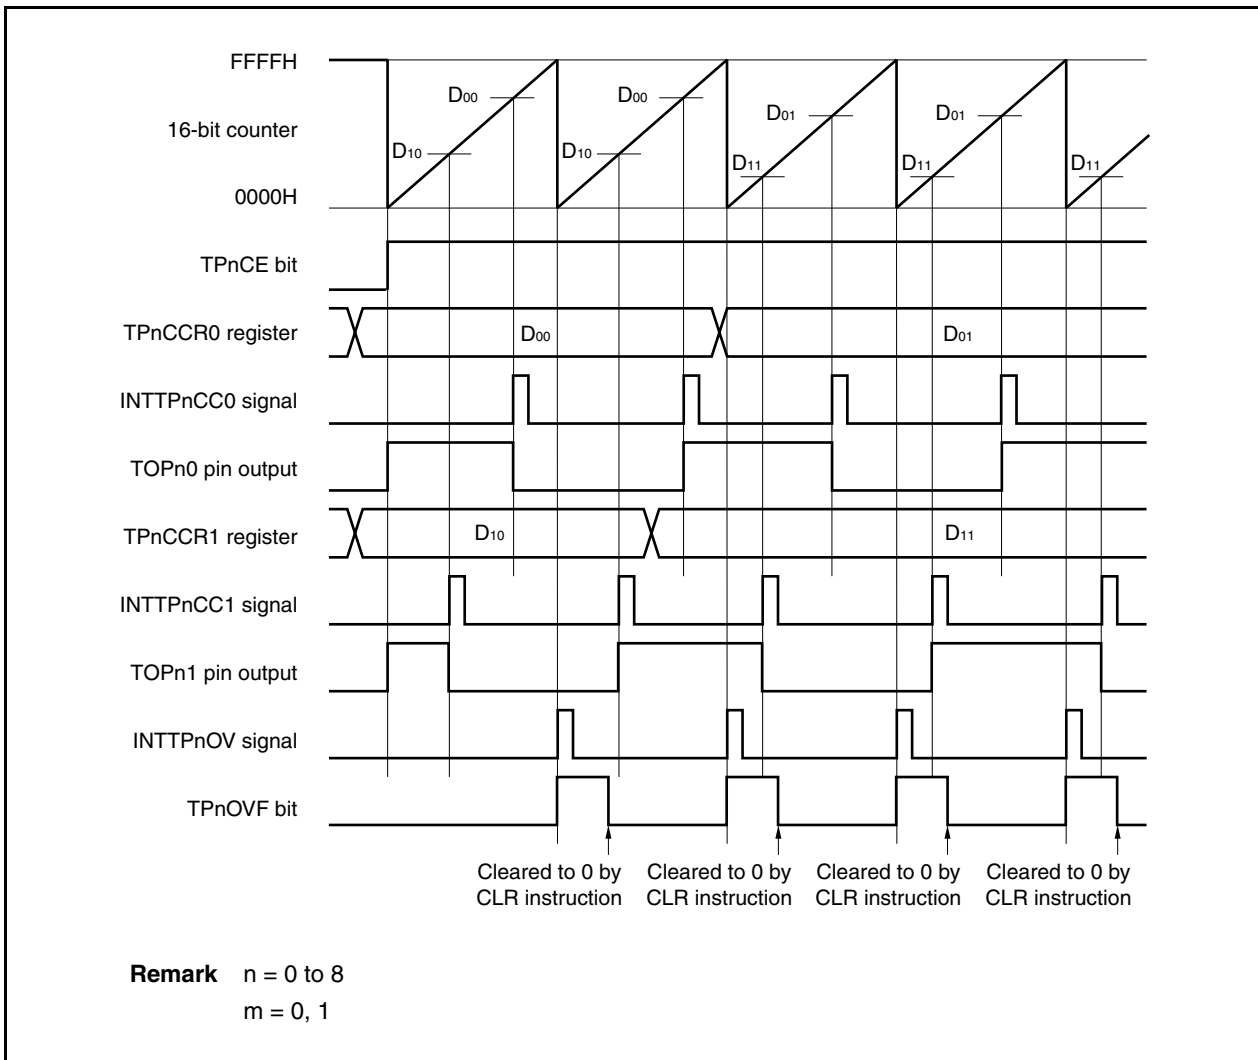 FFFFH
D00
D00
D01
D01
16-bit counter
D10
D10
D11
D11
D11
0000H
TPnCE bit
TPnCCR0 register
D00
D01
INTTPnCC0 signal
TOPn0 pin output
TPnCCR1 register
D10
D11
INTTPnCC1 signal
TOPn1 pin output
INTTPnOV signal
TPnOVF bit
Cleared to 0 by
CLR instruction
Cleared to 0 by
CLR instruction
Cleared to 0 by
CLR instruction
Cleared to 0 by
CLR instruction
Remark n = 0 to 8
m = 0, 1